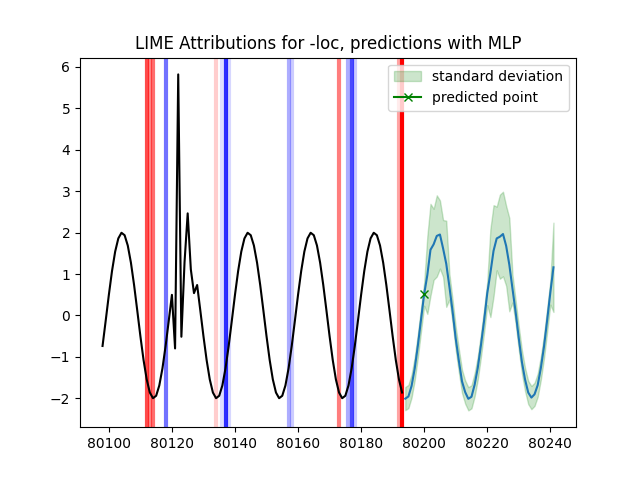 LIME Attributions for -loc, predictions with MLP
standard deviation
predicted point
6
5
4
3
2
1
0
−1
−2
80100 80120 80140 80160 80180 80200 80220 80240